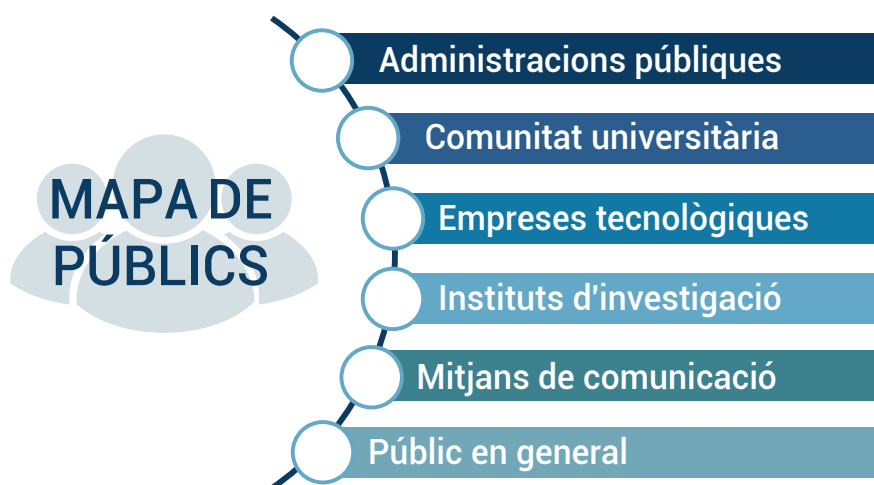 MAPA DE
PÚBLICS
Administracions públiques
Comunitat universitària
Empreses tecnològiques
Instituts d'investigació
Mitjans de comunicació
Públic en general